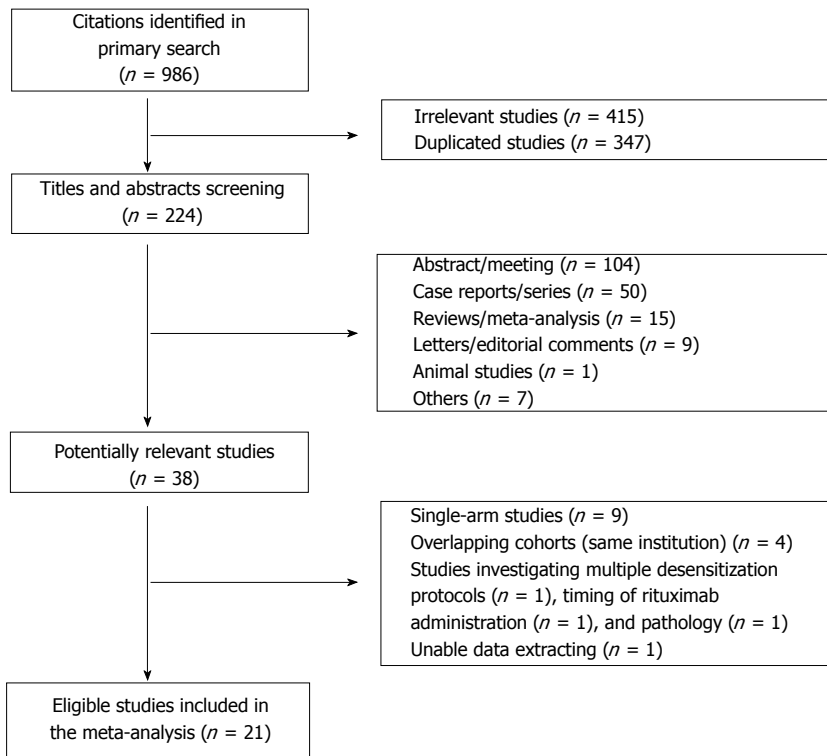 Citations identified in
primary search
(n = 986)
Irrelevant studies (n = 415)
Duplicated studies (n = 347)
Titles and abstracts screening
(n = 224)
Abstract/meeting (n = 104)
Case reports/series (n = 50)
Reviews/meta-analysis (n = 15)
Letters/editorial comments (n = 9)
Animal studies (n = 1)
Others (n = 7)
Potentially relevant studies
(n = 38)
Single-arm studies (n = 9)
Overlapping cohorts (same institution) (n = 4)
Studies investigating multiple desensitization
protocols (n = 1), timing of rituximab
administration (n = 1), and pathology (n = 1)
Unable data extracting (n = 1)
Eligible studies included in
the meta-analysis (n = 21)